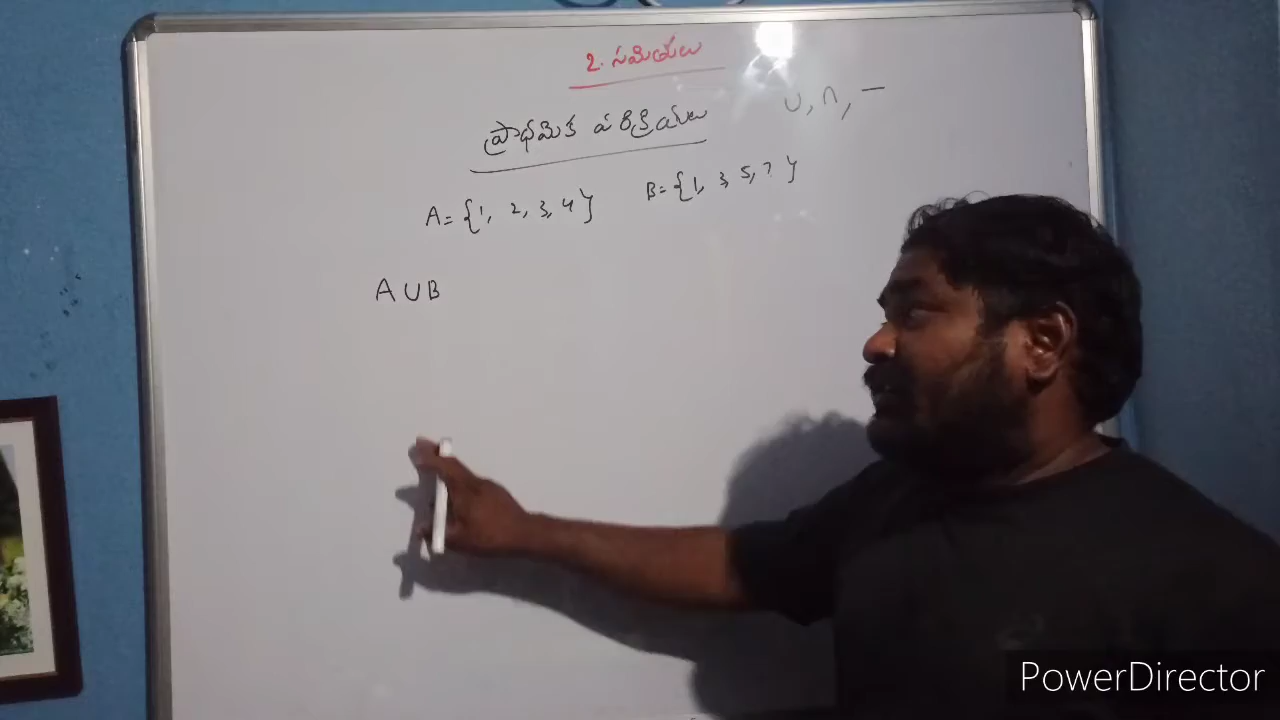 2. సమితులు
ప్రాథమిక పరిక్రియలు ∪, ∩, —
A = {1, 2, 3, 4} B = {1, 3, 5, 7}
A ∪ B
PowerDirector